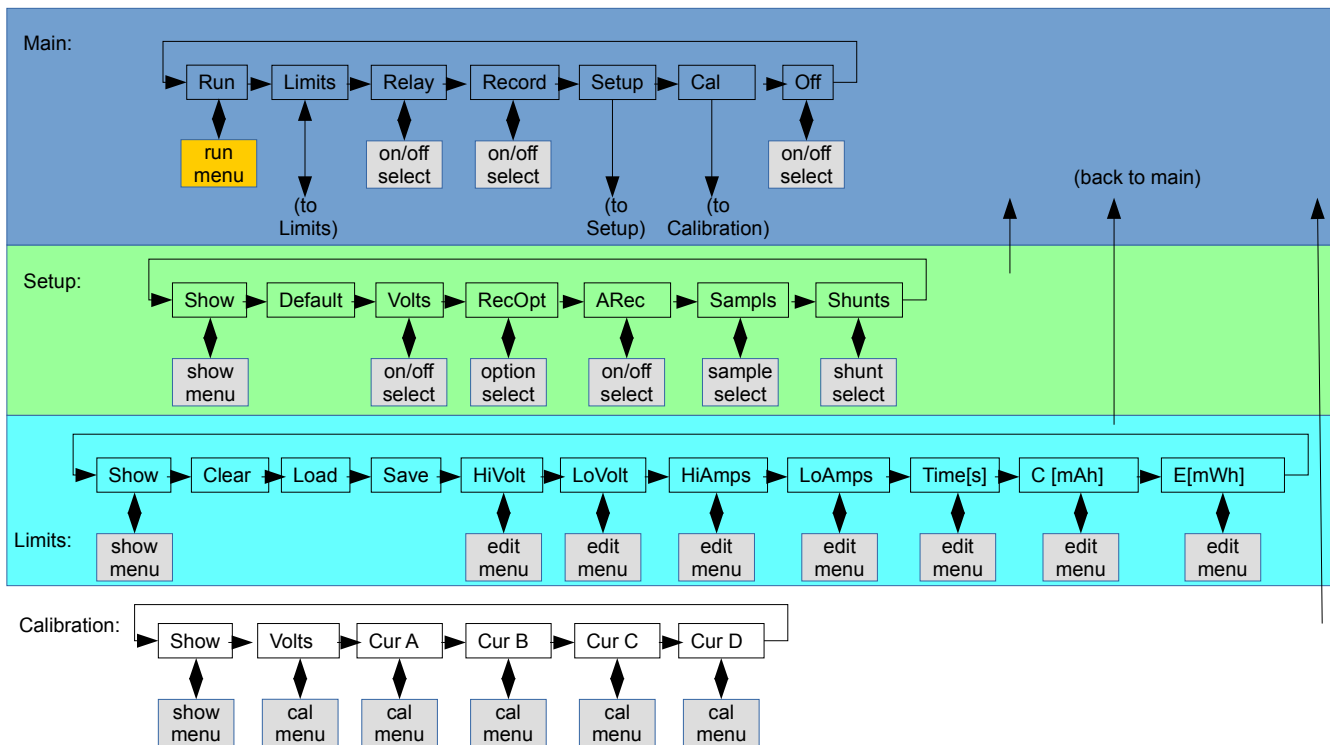 Main:
Run Limits Relay Record Setup Cal Off
run
menu
on/off
select
on/off
select
on/off
select
(to
Limits)
(to
Setup)
(to
Calibration)
(back to main)
Setup:
Show Default Volts RecOpt ARec Sampls Shunts
show
menu
on/off
select
option
select
on/off
select
sample
select
shunt
select
Show Clear Load Save HiVolt LoVolt HiAmps LoAmps Time[s] C [mAh] E[mWh]
Limits:
show
menu
edit
menu
edit
menu
edit
menu
edit
menu
edit
menu
edit
menu
edit
menu
Calibration:
Show Volts Cur A Cur B Cur C Cur D
show
menu
cal
menu
cal
menu
cal
menu
cal
menu
cal
menu